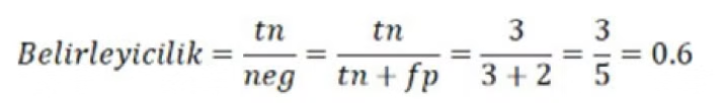 Belirleyicilik = tn/neg = tn/(tn + fp) = 3/(3 + 2) = 3/5 = 0.6